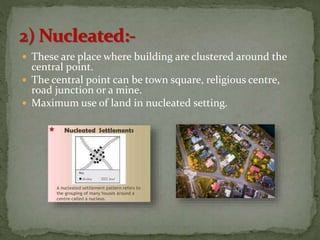 2) Nucleated:-
These are place where building are clustered around the
central point.
The central point can be town square, religious centre,
road junction or a mine.
Maximum use of land in nucleated setting.
Nucleated Settlements
A nucleated settlement pattern refers to
the grouping of many houses around a
centre called a nucleus.